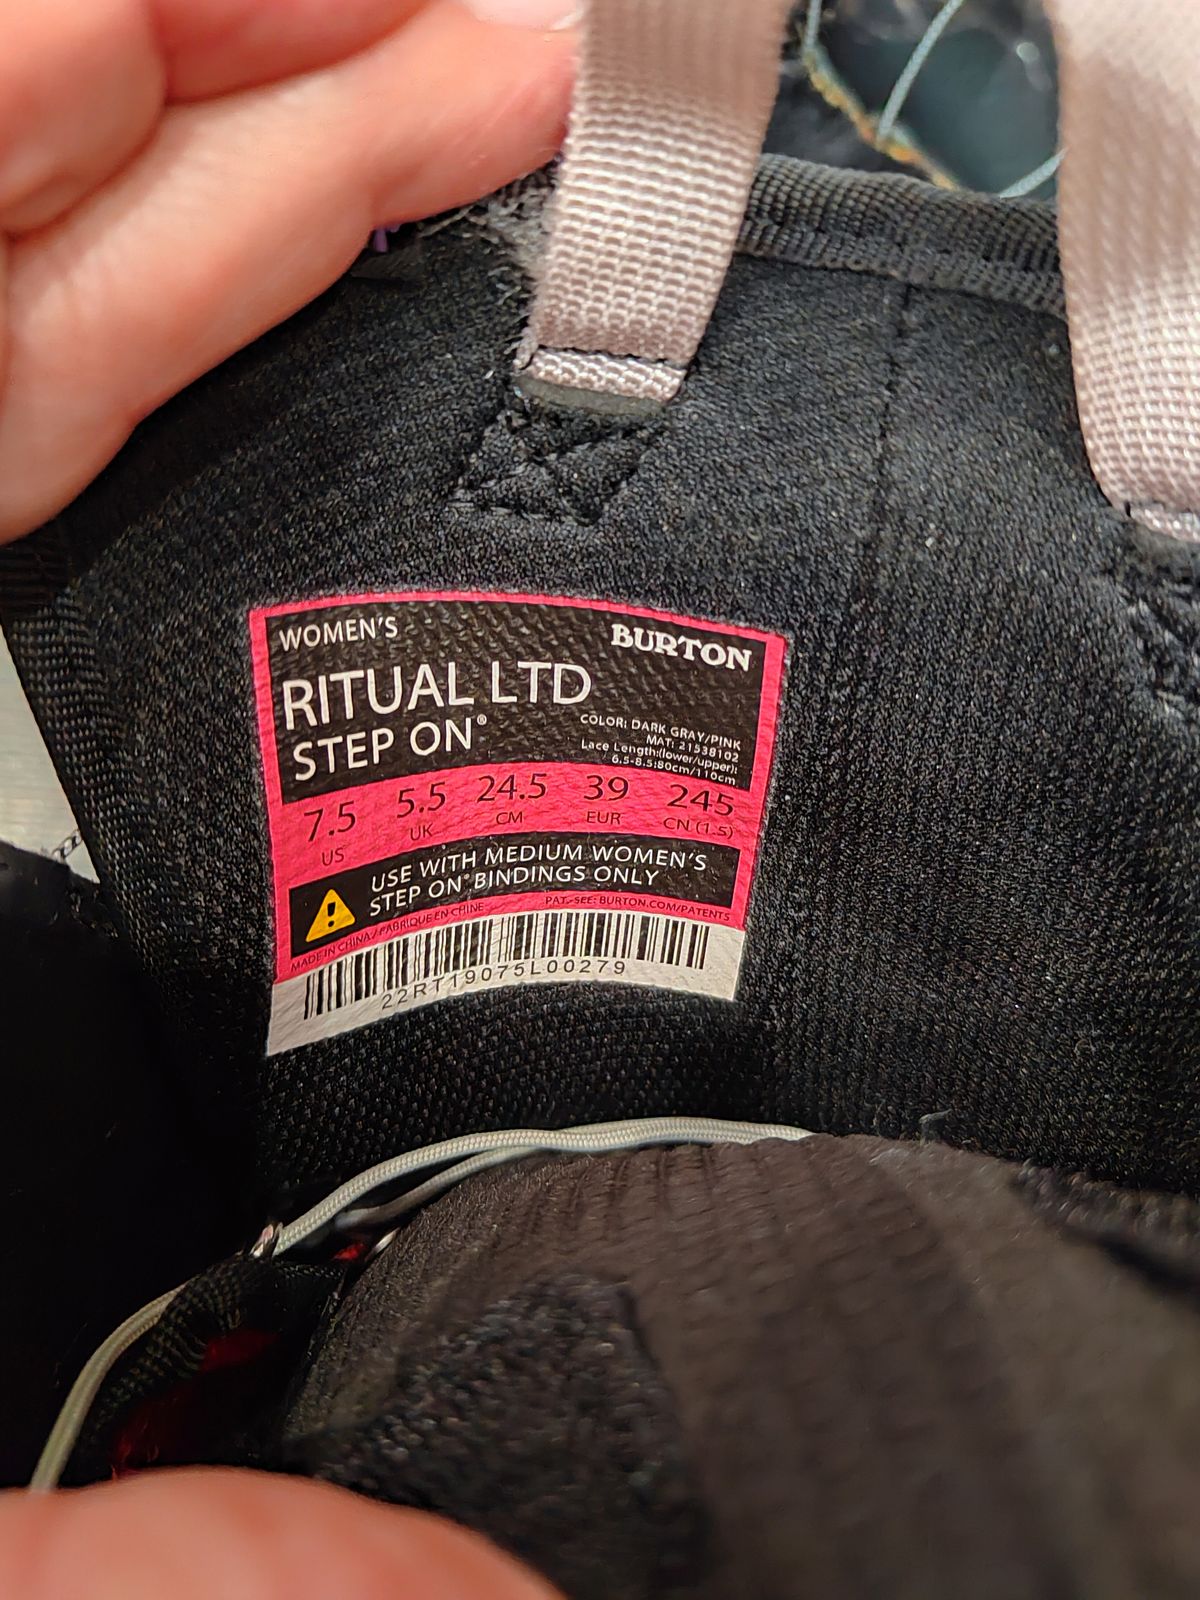 WOMEN'S
BURTON
RITUAL LTD
STEP ON®
COLOR: DARK GRAY/PINK
MAT: 21538102
Lace Length:(lower/upper):
6.5-8.5:80cm/110cm
7.5 5.5 24.5 39 245
US UK CM EUR CN (1.5)
USE WITH MEDIUM WOMEN'S
STEP ON® BINDINGS ONLY
MADE IN CHINA / FABRIQUE EN CHINE
PAT.-SEE: BURTON.COM/PATENTS
22RT19075L00279